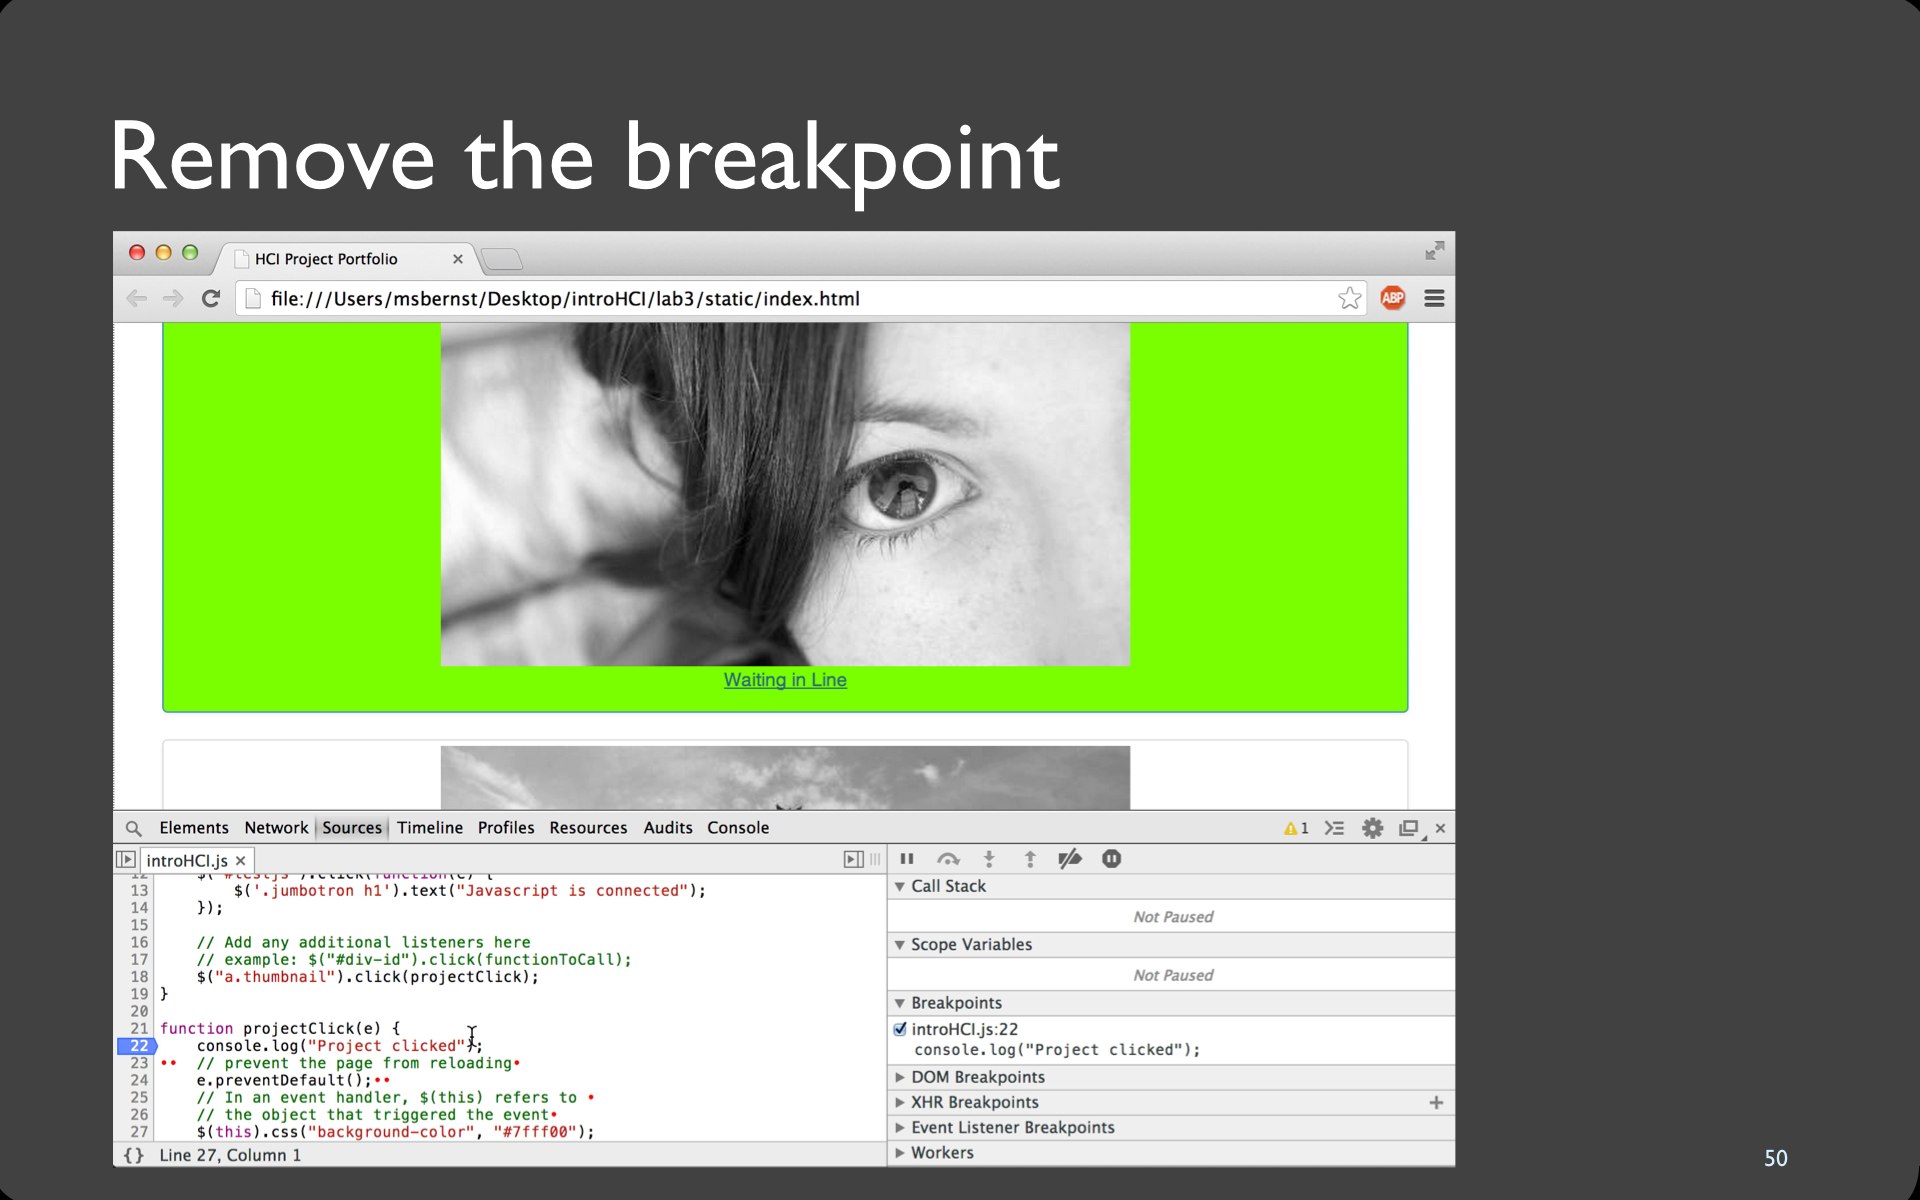 Remove the breakpoint
HCI Project Portfolio
file:///Users/msbernst/Desktop/introHCI/lab3/static/index.html
ABP
Waiting in Line
Elements Network Sources Timeline Profiles Resources Audits Console
1
introHCI.js
12 $("#testjs").click(function(e) {
13 $('.jumbotron h1').text("Javascript is connected");
14 });
15
16 // Add any additional listeners here
17 // example: $("#div-id").click(functionToCall);
18 $("a.thumbnail").click(projectClick);
19 }
20
21 function projectClick(e) {
22 console.log("Project clicked");
23 // prevent the page from reloading
24 e.preventDefault();
25 // In an event handler, $(this) refers to
26 // the object that triggered the event
27 $(this).css("background-color", "#7fff00");
{} Line 27, Column 1
Call Stack
Not Paused
Scope Variables
Not Paused
Breakpoints
introHCI.js:22
console.log("Project clicked");
DOM Breakpoints
XHR Breakpoints
Event Listener Breakpoints
Workers
50